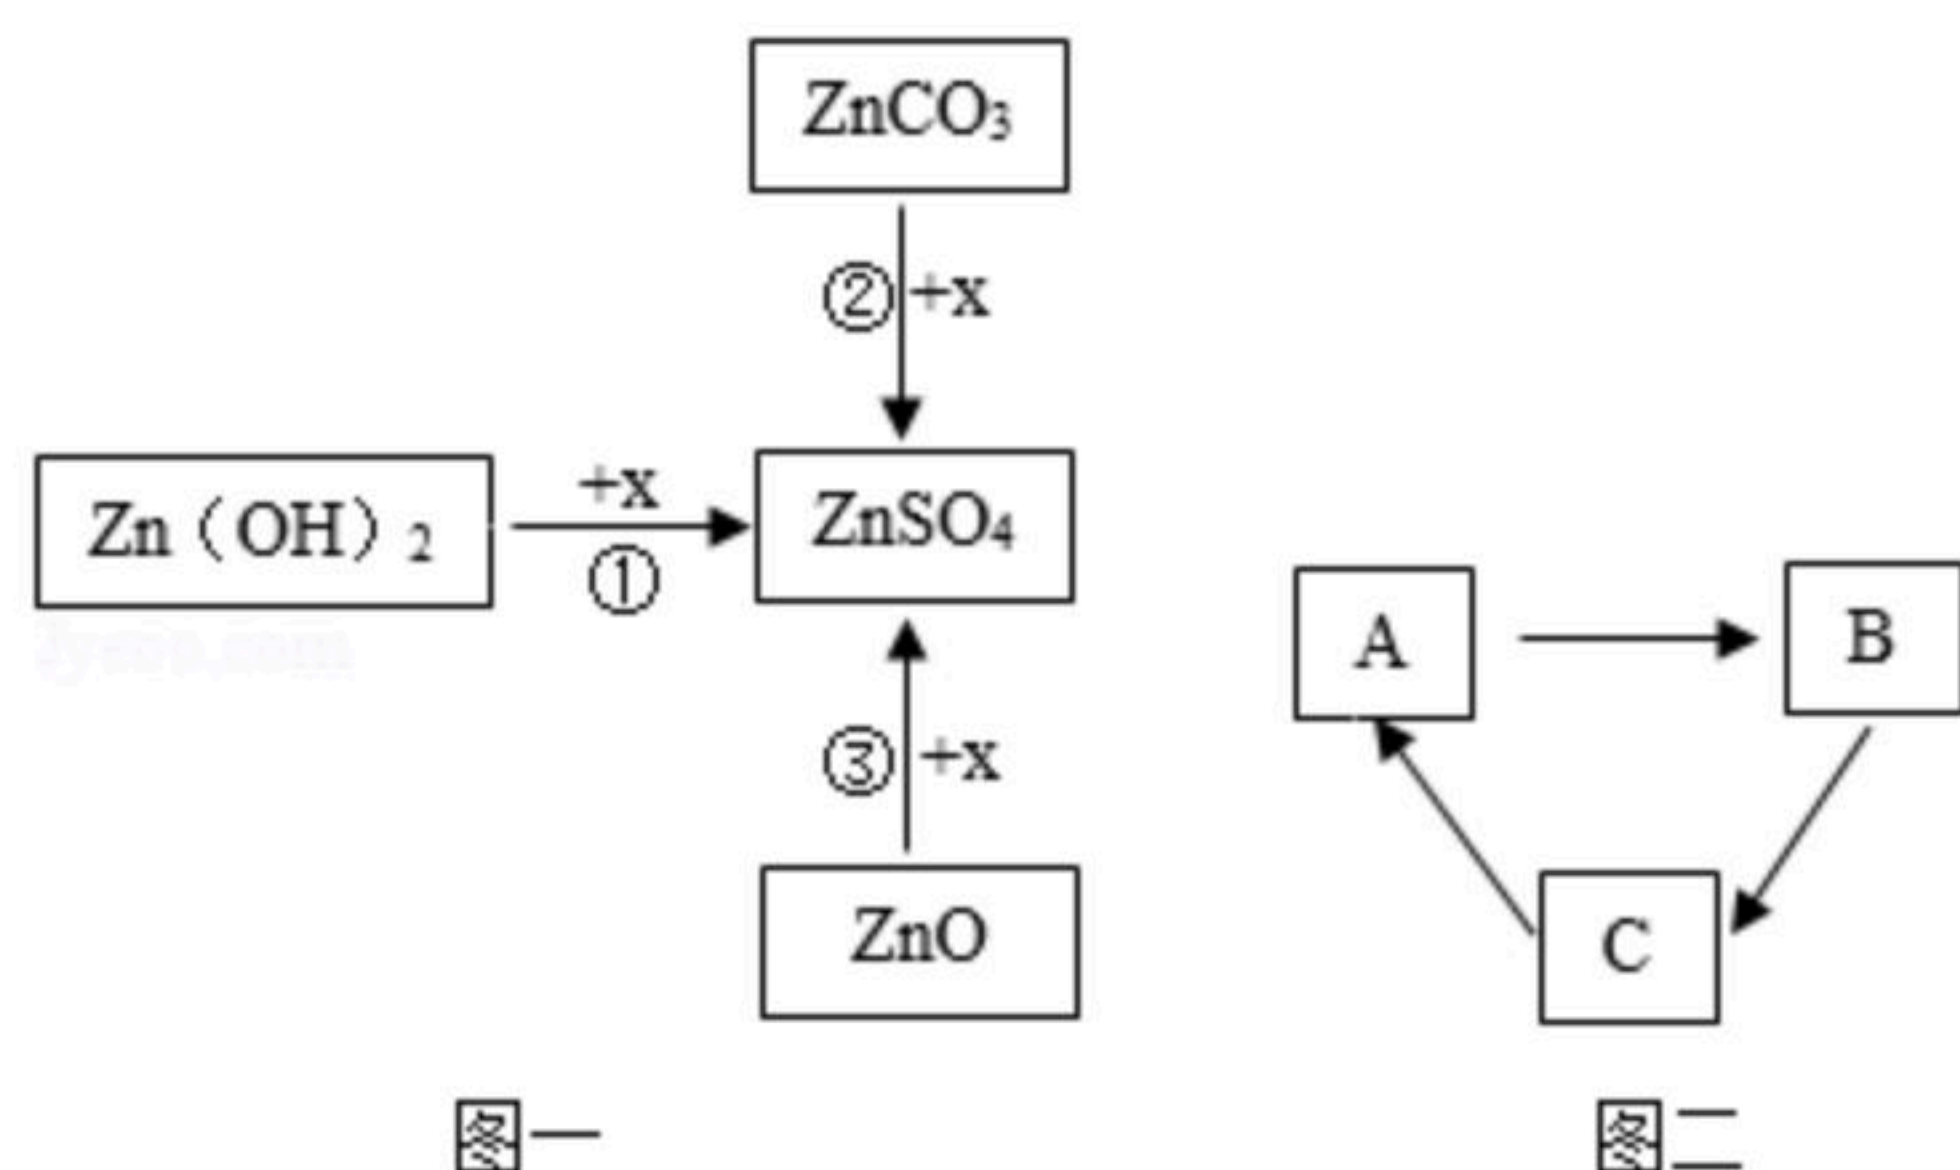 ZnCO₃
②
+x
Zn（OH）₂
+x
①
ZnSO₄
③
+x
ZnO
A
B
C
图一
图二